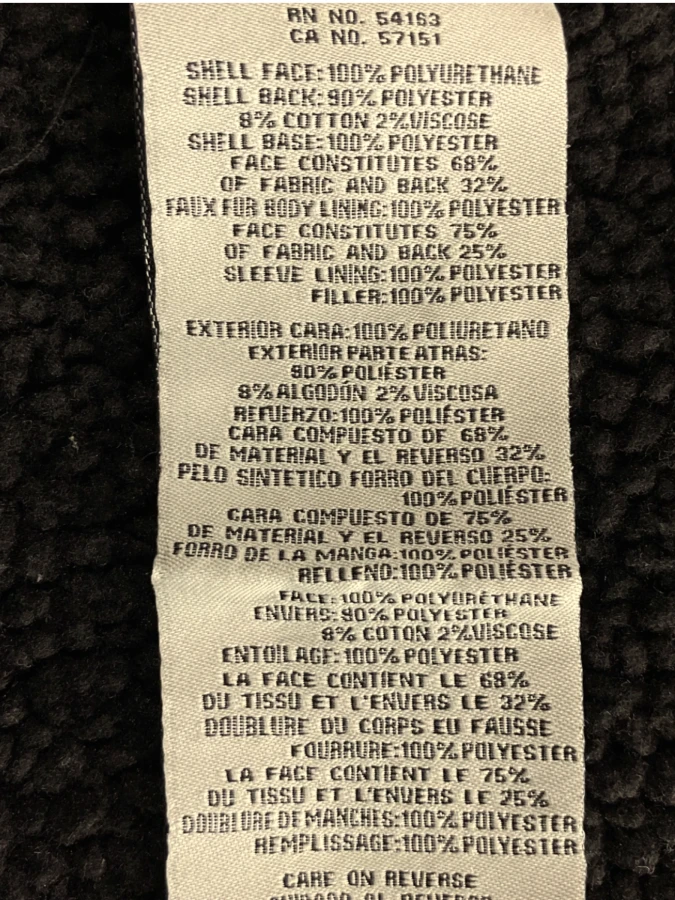 RN NO. 54163
CA NO. 57151
SHELL FACE:100% POLYURETHANE
SHELL BACK:90% POLYESTER
8% COTTON 2%VISCOSE
SHELL BASE:100% POLYESTER
FACE CONSTITUTES 68%
OF FABRIC AND BACK 32%
FAUX FUR BODY LINING:100% POLYESTER
FACE CONSTITUTES 75%
OF FABRIC AND BACK 25%
SLEEVE LINING:100% POLYESTER
FILLER:100% POLYESTER
EXTERIOR CARA:100% POLIURETANO
EXTERIOR PARTE ATRAS:
90% POLIÉSTER
8% ALGODÓN 2% VISCOSA
REFUERZO:100% POLIÉSTER
CARA COMPUESTO DE 68%
DE MATERIAL Y EL REVERSO 32%
PELO SINTETICO FORRO DEL CUERPO:
100% POLIÉSTER
CARA COMPUESTO DE 75%
DE MATERIAL Y EL REVERSO 25%
FORRO DE LA MANGA:100% POLIÉSTER
RELLENO:100% POLIÉSTER
FACE:100% POLYURÉTHANE
ENVERS:90% POLYESTER
8% COTON 2%VISCOSE
ENTOILAGE:100% POLYESTER
LA FACE CONTIENT LE 68%
DU TISSU ET L'ENVERS LE 32%
DOUBLURE DU CORPS EU FAUSSE
FOURRURE:100% POLYESTER
LA FACE CONTIENT LE 75%
DU TISSU ET L'ENVERS LE 25%
DOUBLURE DE MANCHES:100% POLYESTER
REMPLISSAGE:100% POLYESTER
CARE ON REVERSE